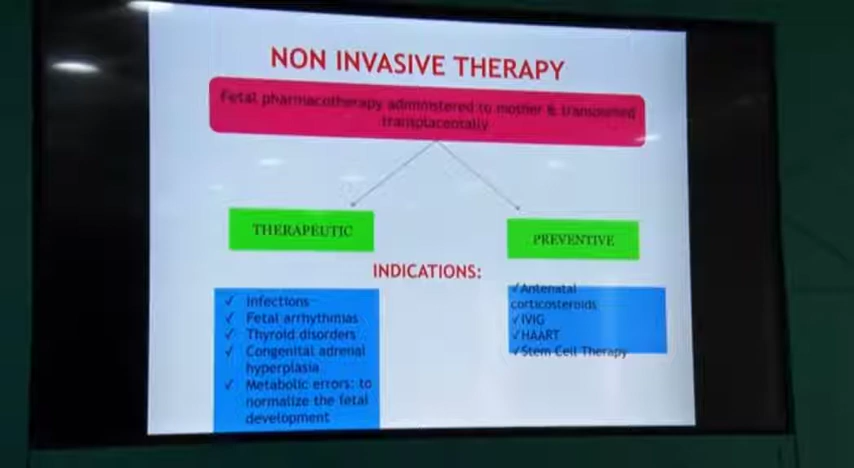 NON INVASIVE THERAPY
Fetal pharmacotherapy administered to mother & transported
transplacentally
THERAPEUTIC
PREVENTIVE
INDICATIONS:
✓ Infections
✓ Fetal arrhythmias
✓ Thyroid disorders
✓ Congenital adrenal
hyperplasia
✓ Metabolic errors: to
normalize the fetal
development
✓Antenatal
corticosteroids
✓IVIG
✓HAART
✓Stem Cell Therapy